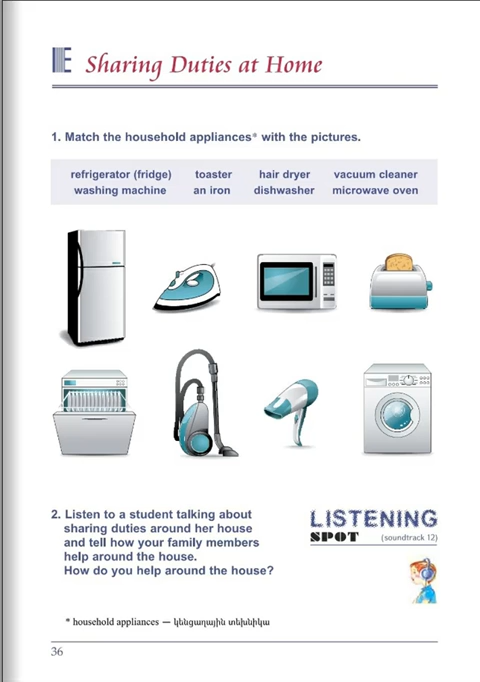 E Sharing Duties at Home
1. Match the household appliances* with the pictures.
refrigerator (fridge) toaster hair dryer vacuum cleaner
washing machine an iron dishwasher microwave oven
2. Listen to a student talking about
sharing duties around her house
and tell how your family members
help around the house.
How do you help around the house?
LISTENING
SPOT (soundtrack 12)
* household appliances — կենցաղային տեխնիկա
36